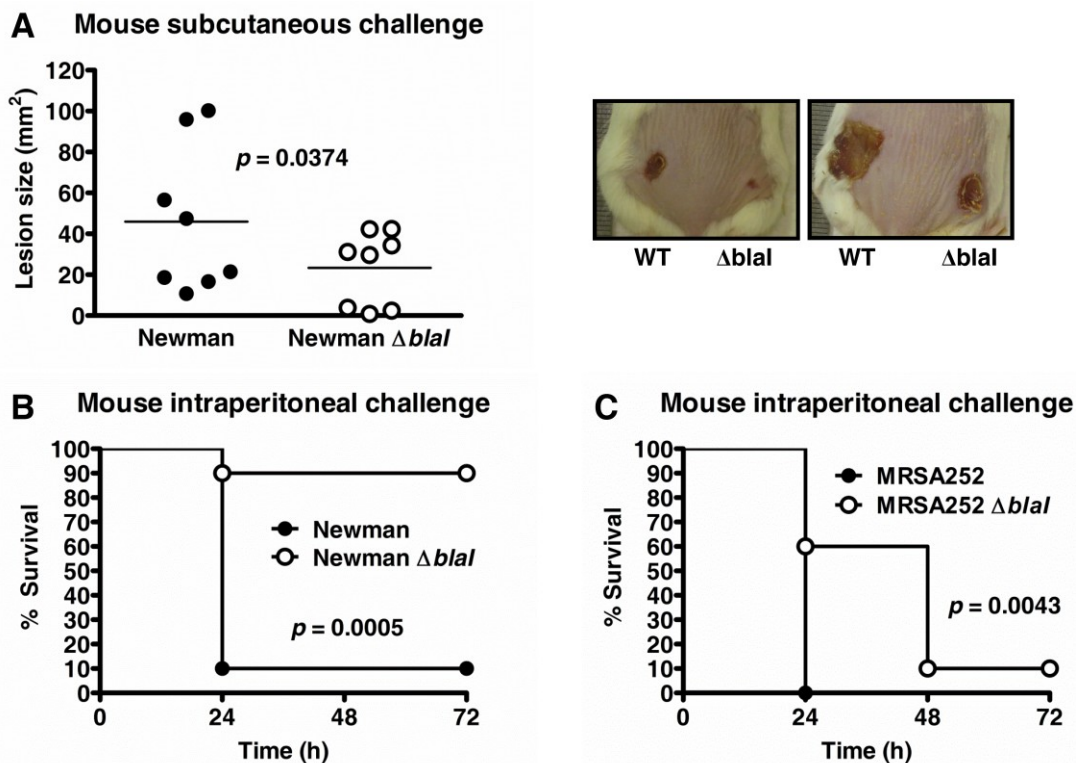 A Mouse subcutaneous challenge
120
100
80
60
40
20
0
Lesion size (mm²)
p = 0.0374
Newman Newman ΔblaI
WT ΔblaI WT ΔblaI
B Mouse intraperitoneal challenge
100
90
80
70
60
50
40
30
20
10
0
% Survival
Newman
Newman ΔblaI
p = 0.0005
0 24 48 72
Time (h)
C Mouse intraperitoneal challenge
100
90
80
70
60
50
40
30
20
10
0
% Survival
MRSA252
MRSA252 ΔblaI
p = 0.0043
0 24 48 72
Time (h)